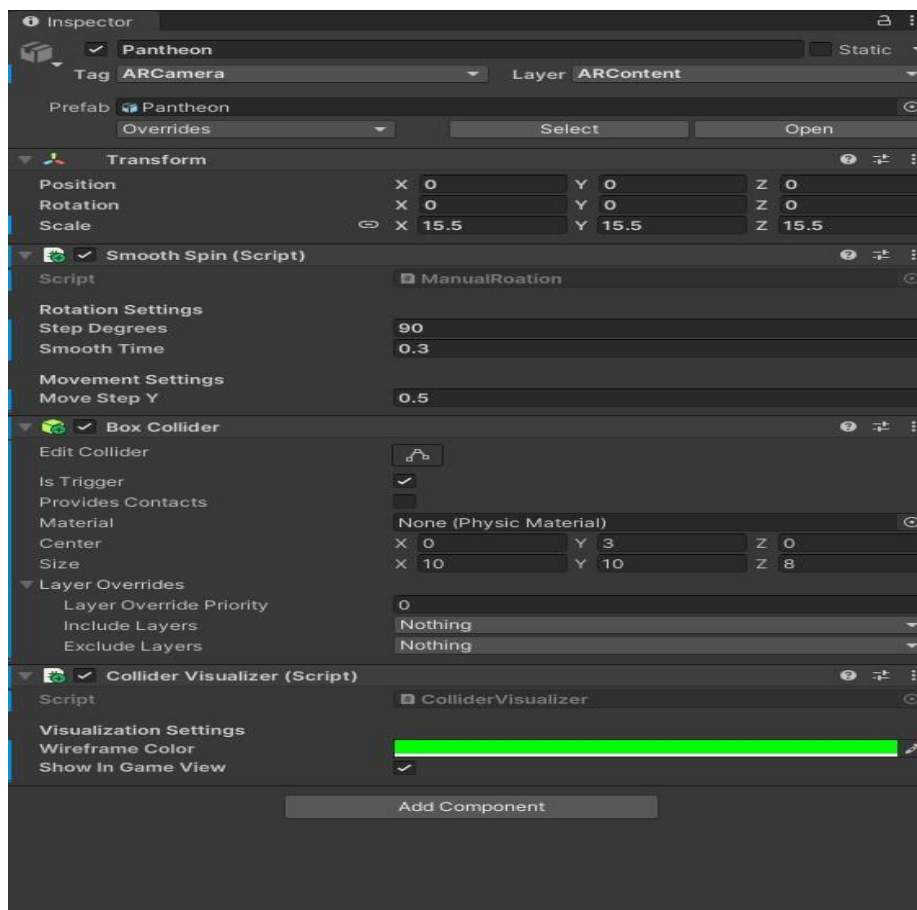 Inspector
Pantheon Static
Tag ARCamera Layer ARContent
Prefab Pantheon
Overrides Select Open
Transform
Position X 0 Y 0 Z 0
Rotation X 0 Y 0 Z 0
Scale X 15.5 Y 15.5 Z 15.5
Smooth Spin (Script)
Script ManualRoation
Rotation Settings
Step Degrees 90
Smooth Time 0.3
Movement Settings
Move Step Y 0.5
Box Collider
Edit Collider
Is Trigger
Provides Contacts
Material None (Physic Material)
Center X 0 Y 3 Z 0
Size X 10 Y 10 Z 8
Layer Overrides
Layer Override Priority 0
Include Layers Nothing
Exclude Layers Nothing
Collider Visualizer (Script)
Script ColliderVisualizer
Visualization Settings
Wireframe Color
Show In Game View
Add Component